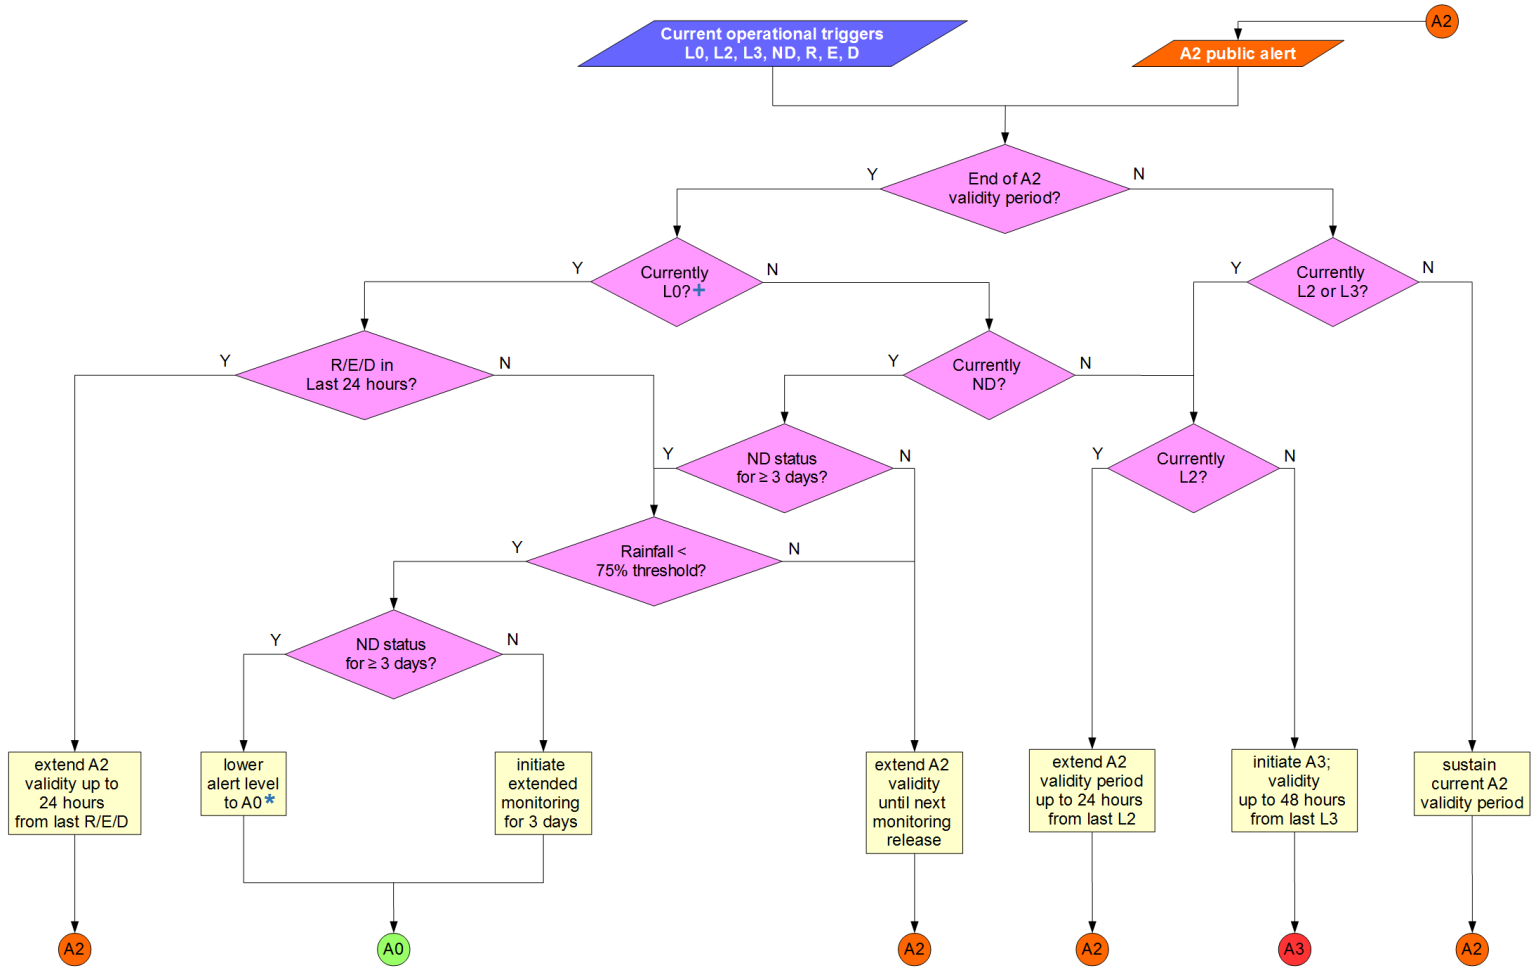 Current operational triggers
L0, L2, L3, ND, R, E, D
A2
A2 public alert
End of A2
validity period?
Y
N
Currently
L0?+
Y
N
Currently
L2 or L3?
Y
N
R/E/D in
Last 24 hours?
Y
N
Currently
ND?
Y
N
ND status
for ≥ 3 days?
Y
N
Currently
L2?
Y
N
Rainfall <
75% threshold?
Y
N
ND status
for ≥ 3 days?
Y
N
extend A2
validity up to
24 hours
from last R/E/D
lower
alert level
to A0*
initiate
extended
monitoring
for 3 days
extend A2
validity
until next
monitoring
release
extend A2
validity period
up to 24 hours
from last L2
initiate A3;
validity
up to 48 hours
from last L3
sustain
current A2
validity period
A2
A0
A2
A2
A3
A2